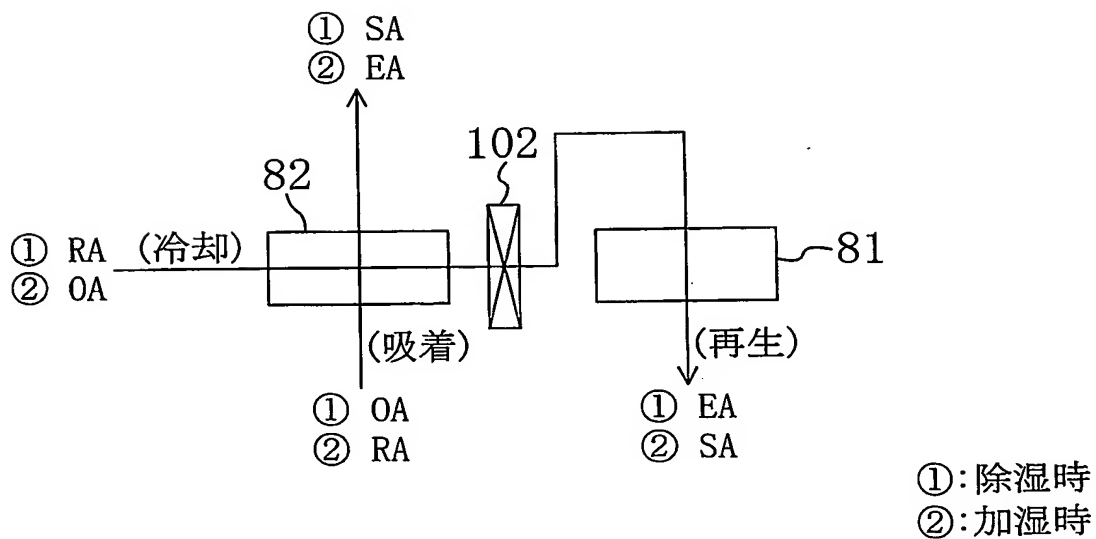 ① SA
② EA
102
82
① RA (冷却)
② OA
81
(吸着)
(再生)
① OA
② RA
① EA
② SA
①:除湿時
②:加湿時